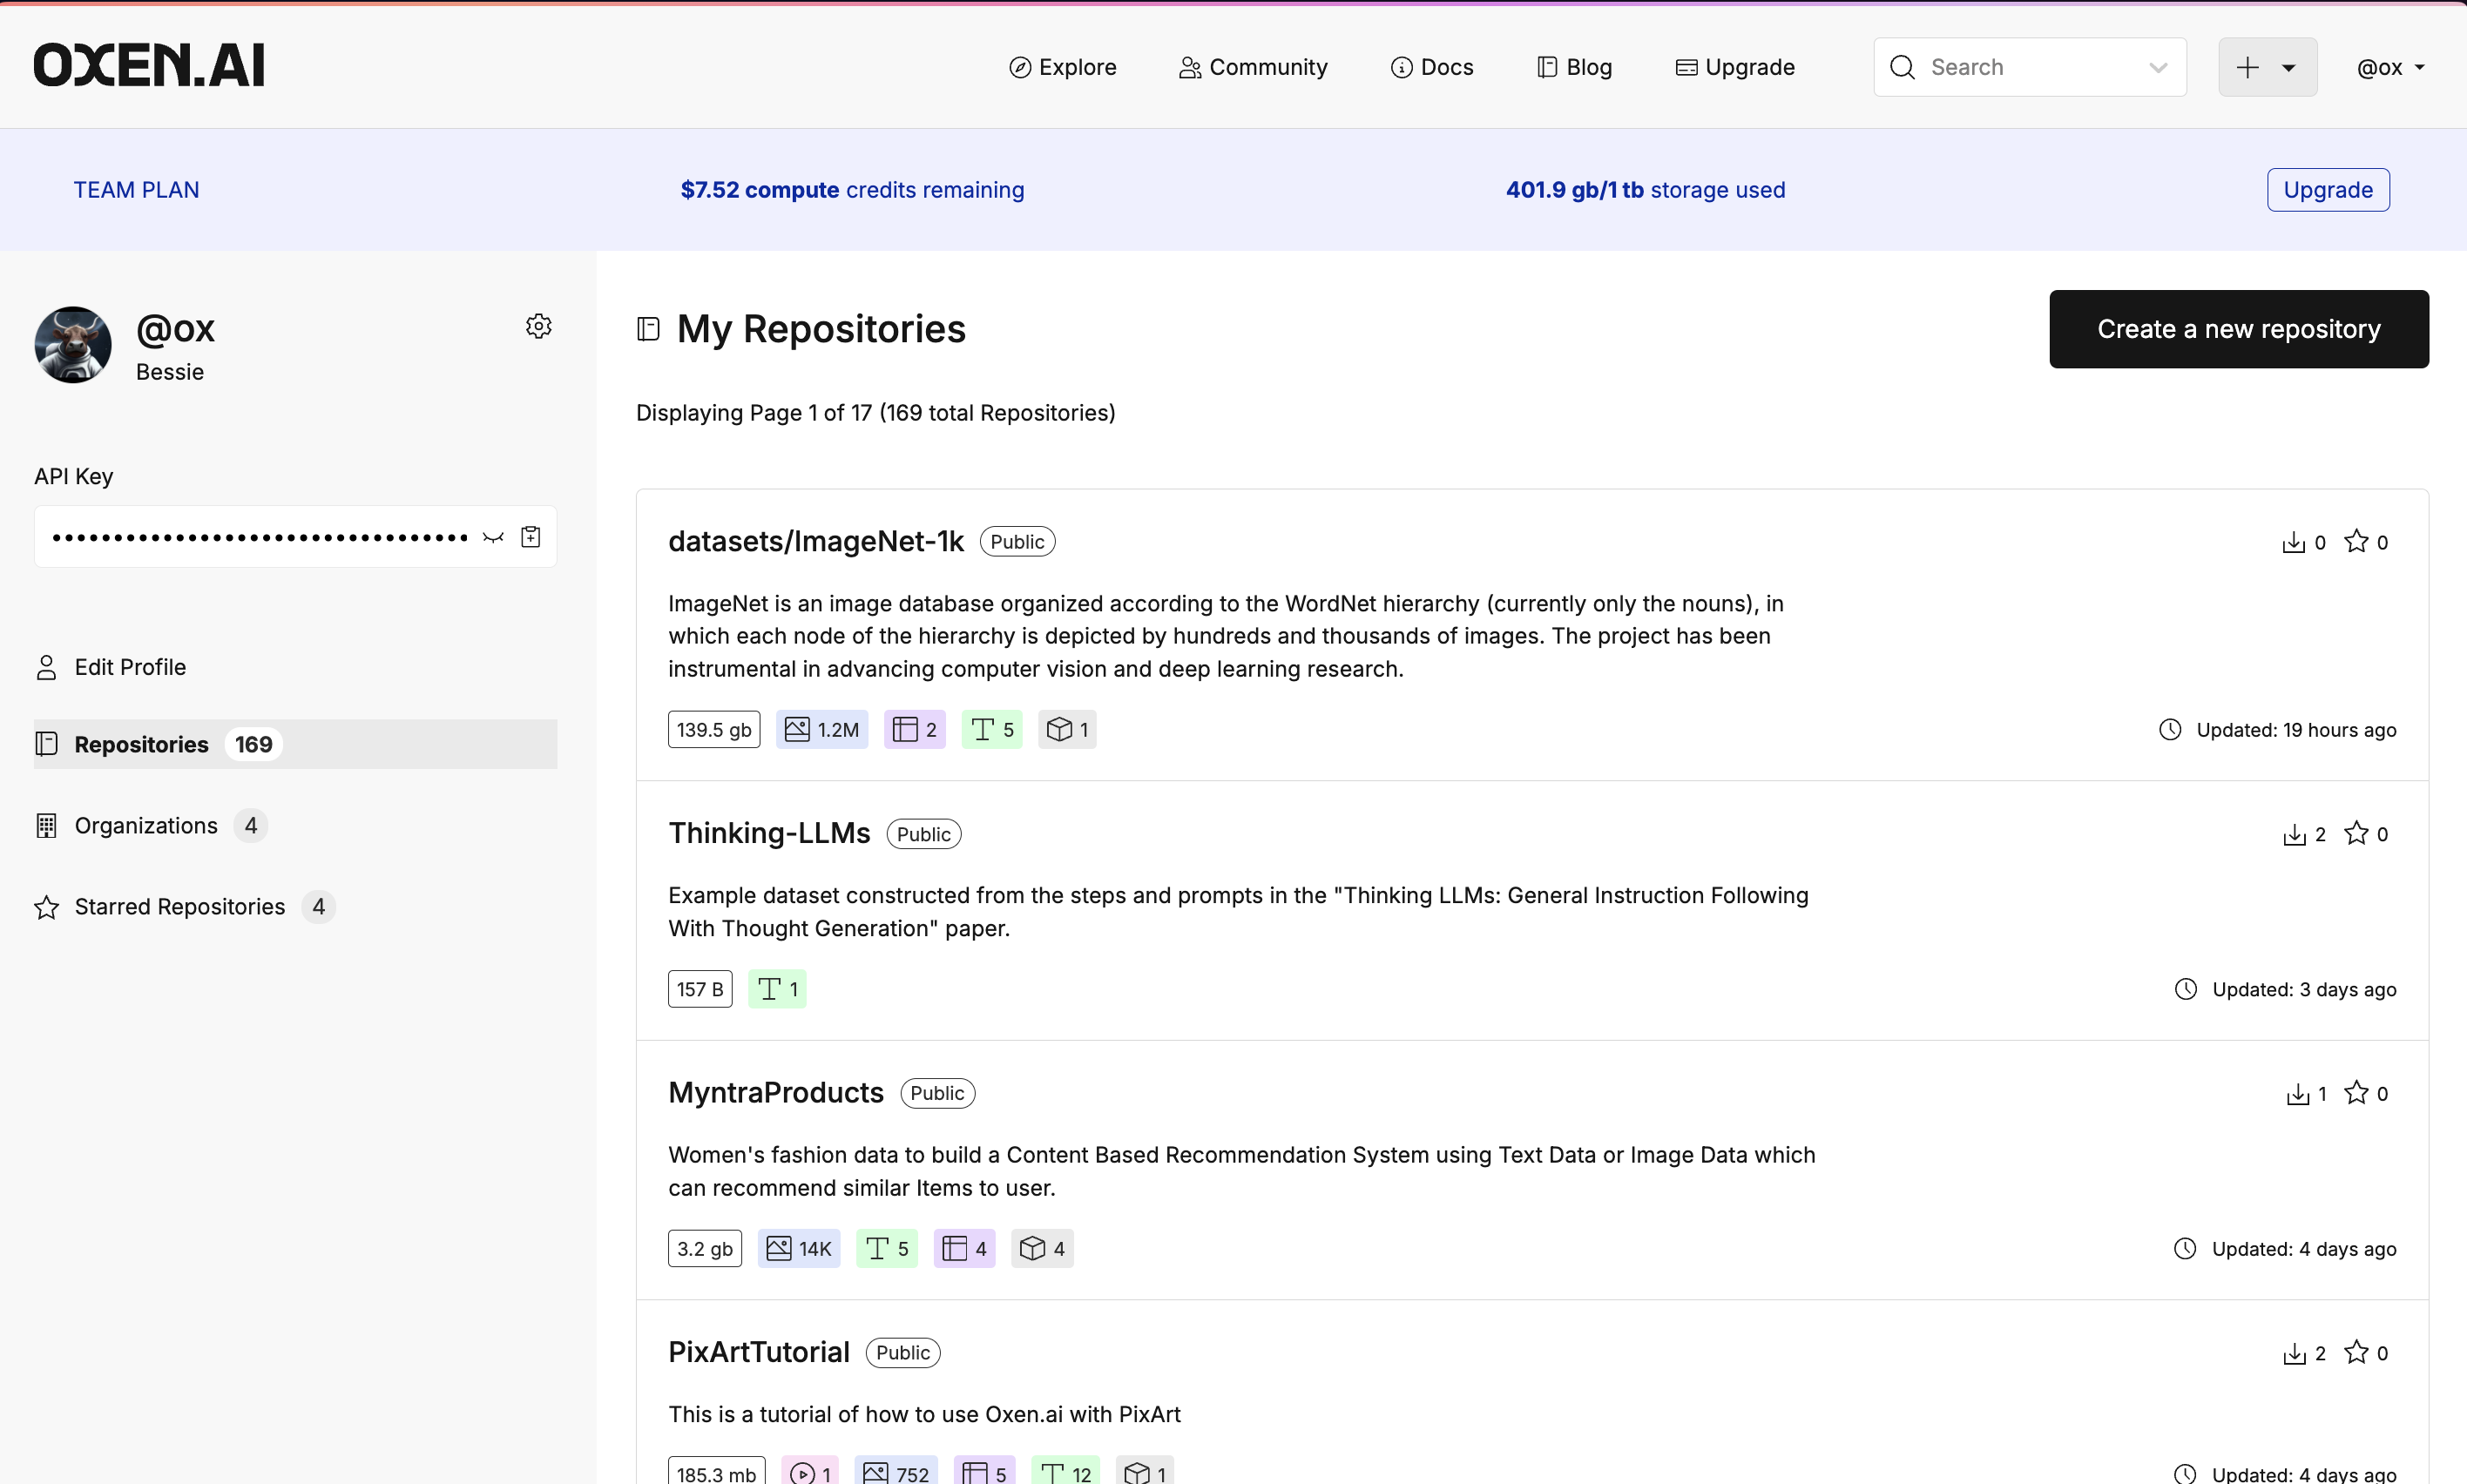 OXEN.AI
Explore
Community
Docs
Blog
Upgrade
Search
@ox
TEAM PLAN
$7.52 compute credits remaining
401.9 gb/1 tb storage used
Upgrade
@ox
Bessie
API Key
Edit Profile
Repositories 169
Organizations 4
Starred Repositories 4
My Repositories
Create a new repository
Displaying Page 1 of 17 (169 total Repositories)
datasets/ImageNet-1k Public
0 0
ImageNet is an image database organized according to the WordNet hierarchy (currently only the nouns), in
which each node of the hierarchy is depicted by hundreds and thousands of images. The project has been
instrumental in advancing computer vision and deep learning research.
139.5 gb 1.2M 2 5 1
Updated: 19 hours ago
Thinking-LLMs Public
2 0
Example dataset constructed from the steps and prompts in the "Thinking LLMs: General Instruction Following
With Thought Generation" paper.
157 B 1
Updated: 3 days ago
MyntraProducts Public
1 0
Women's fashion data to build a Content Based Recommendation System using Text Data or Image Data which
can recommend similar Items to user.
3.2 gb 14K 5 4 4
Updated: 4 days ago
PixArtTutorial Public
2 0
This is a tutorial of how to use Oxen.ai with PixArt
185.3 mb 1 752 5 12 1
Updated: 4 days ago